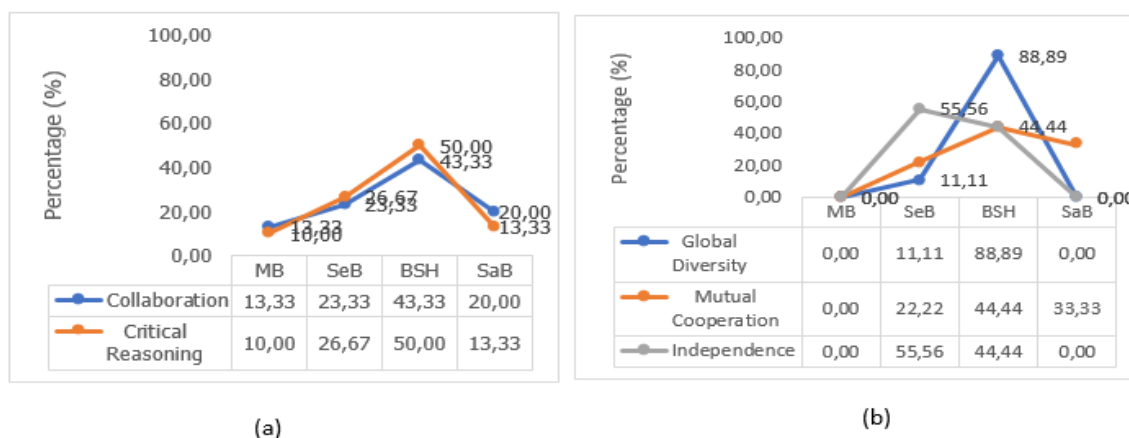 100,00
80,00
60,00
40,00
20,00
0,00
Percentage (%)
13,33
10,00
26,67
23,33
50,00
43,33
20,00
13,33
MB SeB BSH SaB
Collaboration 13,33 23,33 43,33 20,00
Critical
Reasoning 10,00 26,67 50,00 13,33
(a)
100,00
80,00
60,00
40,00
20,00
0,00
Percentage (%)
88,89
55,56
44,44
11,11
0,00
0,00
MB SeB BSH SaB
Global
Diversity 0,00 11,11 88,89 0,00
Mutual
Cooperation 0,00 22,22 44,44 33,33
Independence 0,00 55,56 44,44 0,00
(b)